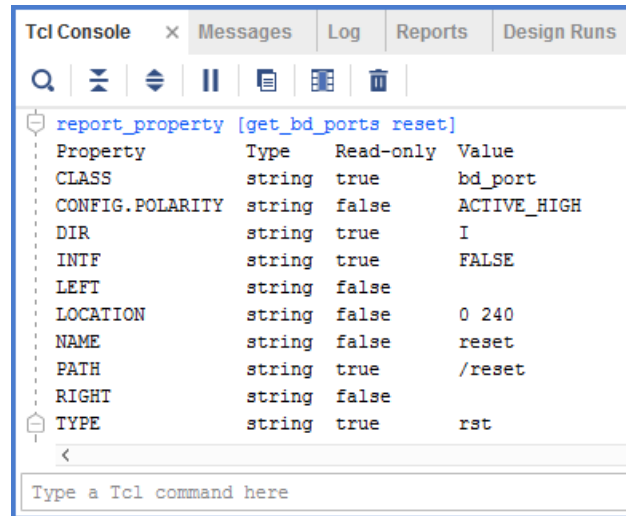 Tcl Console × Messages Log Reports Design Runs
report_property [get_bd_ports reset]
Property Type Read-only Value
CLASS string true bd_port
CONFIG.POLARITY string false ACTIVE_HIGH
DIR string true I
INTF string true FALSE
LEFT string false
LOCATION string false 0 240
NAME string false reset
PATH string true /reset
RIGHT string false
TYPE string true rst
Type a Tcl command here